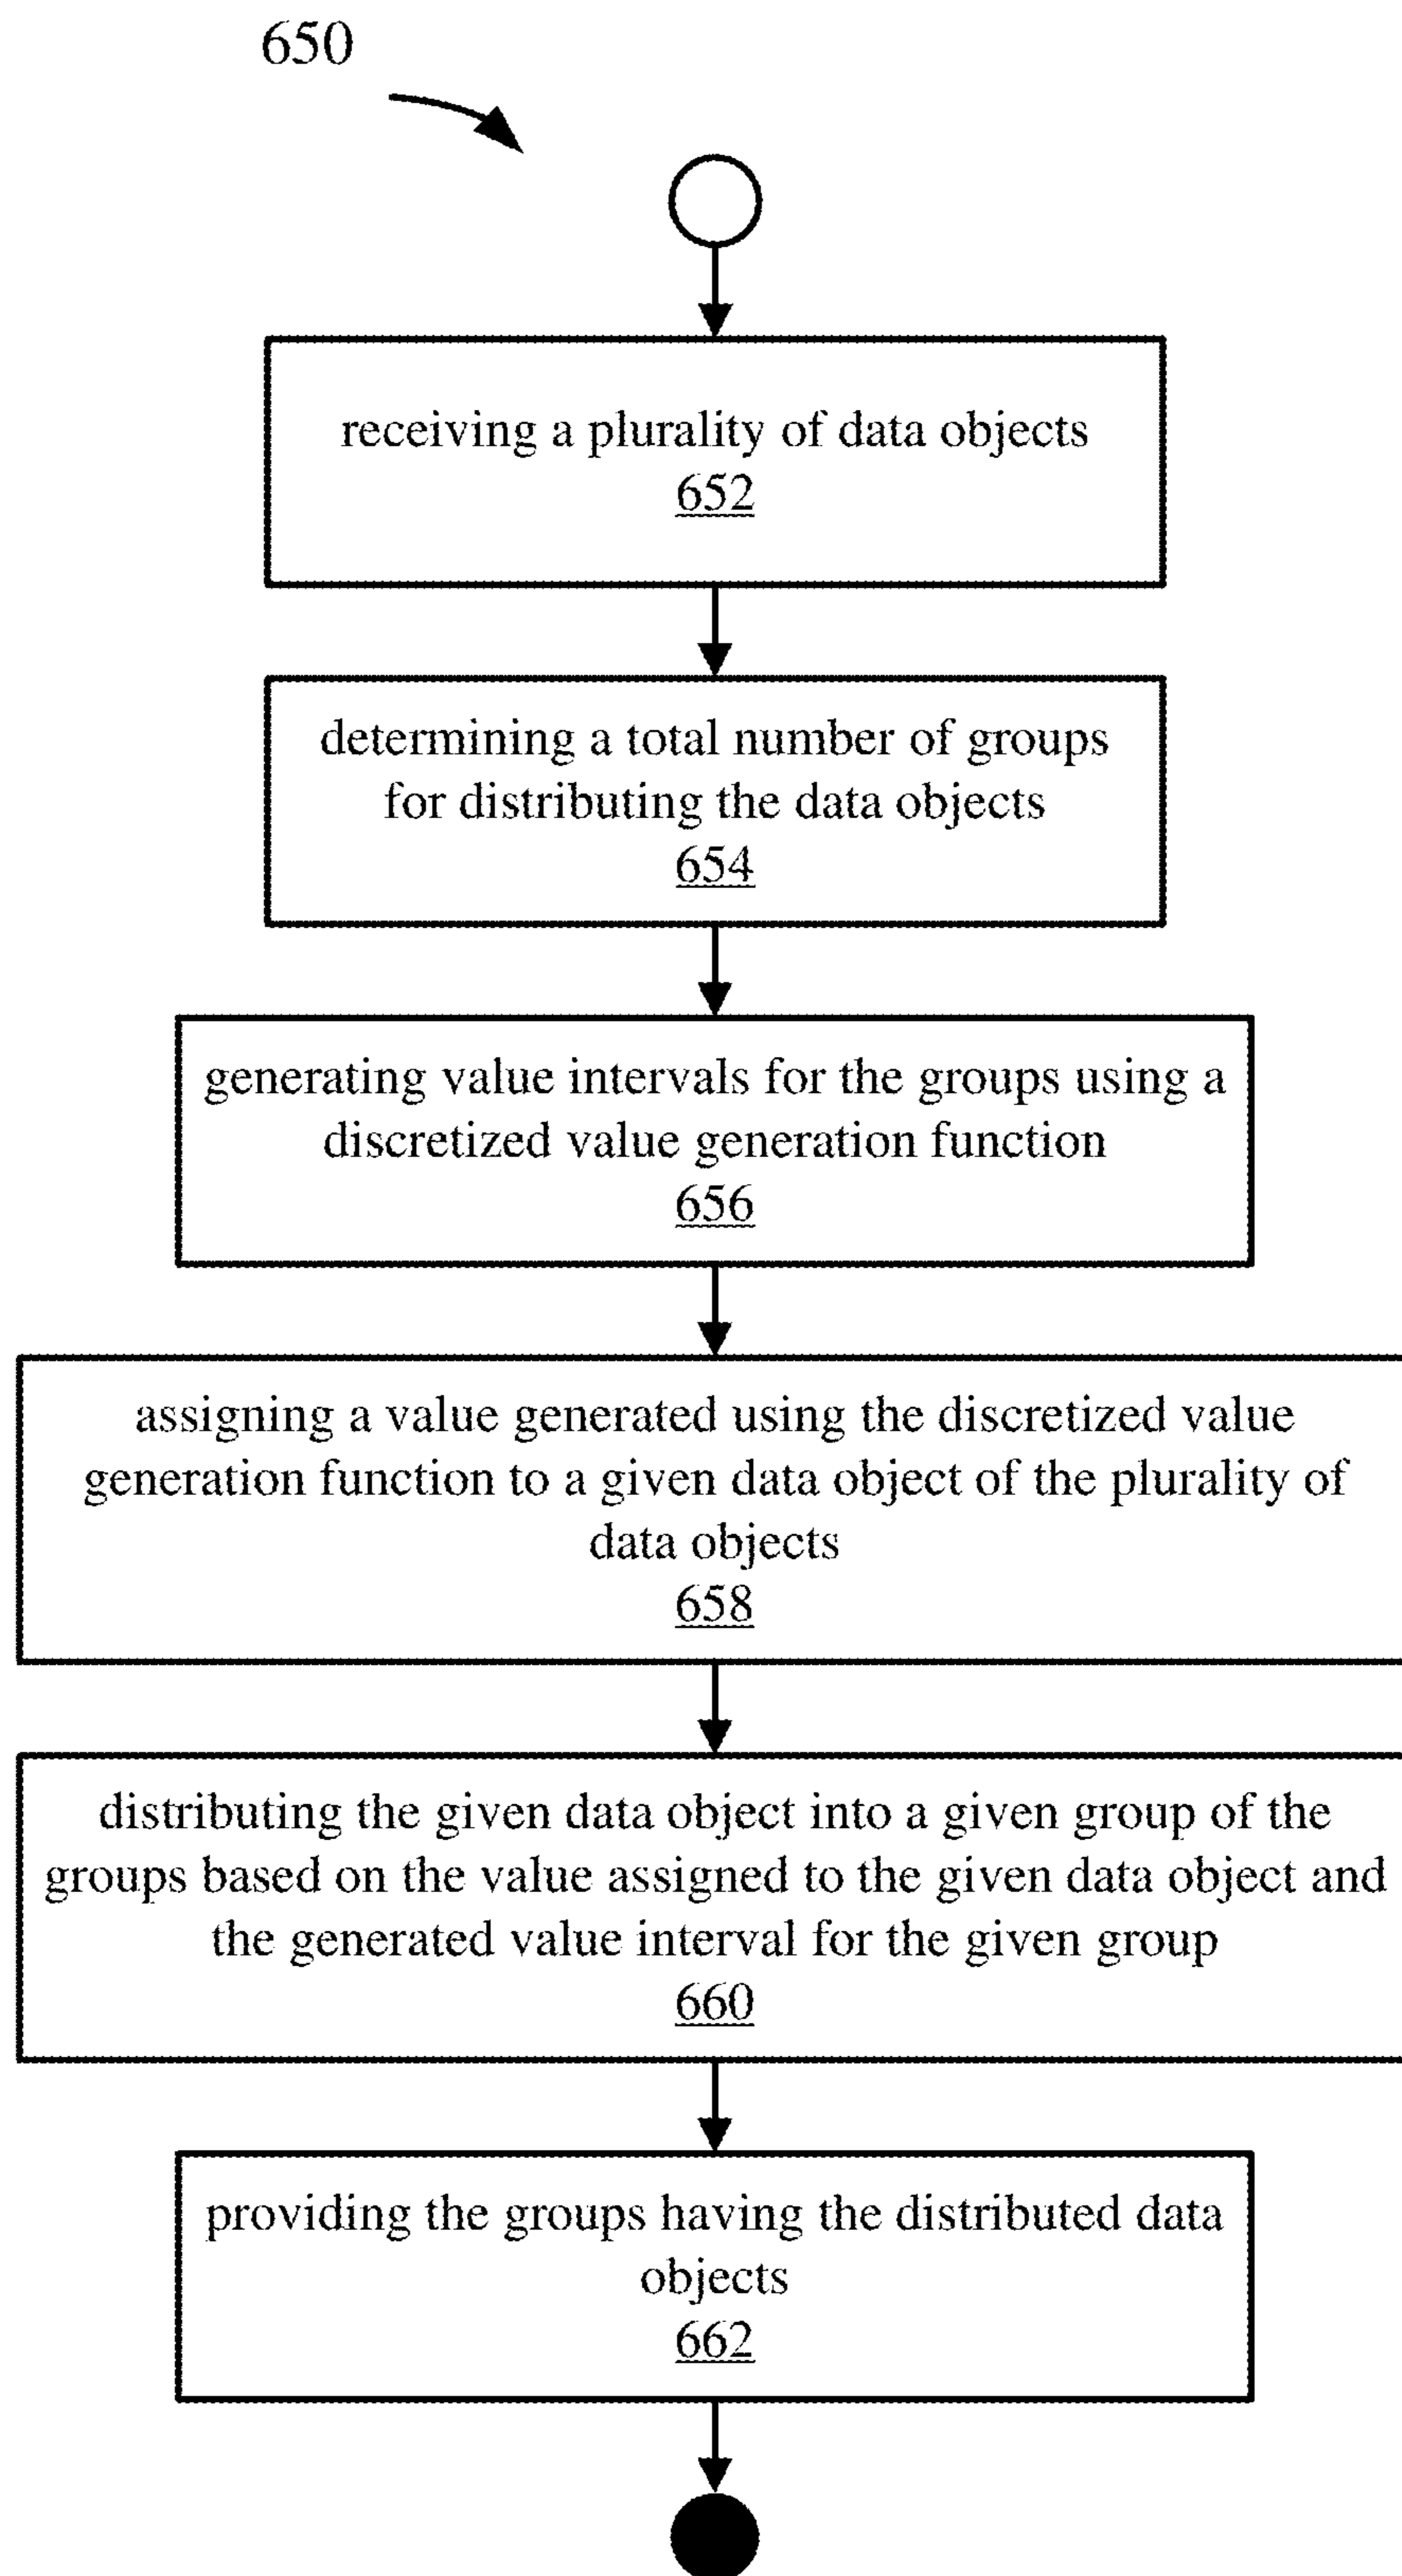 650
receiving a plurality of data objects
652
determining a total number of groups
for distributing the data objects
654
generating value intervals for the groups using a
discretized value generation function
656
assigning a value generated using the discretized value
generation function to a given data object of the plurality of
data objects
658
distributing the given data object into a given group of the
groups based on the value assigned to the given data object and
the generated value interval for the given group
660
providing the groups having the distributed data
objects
662